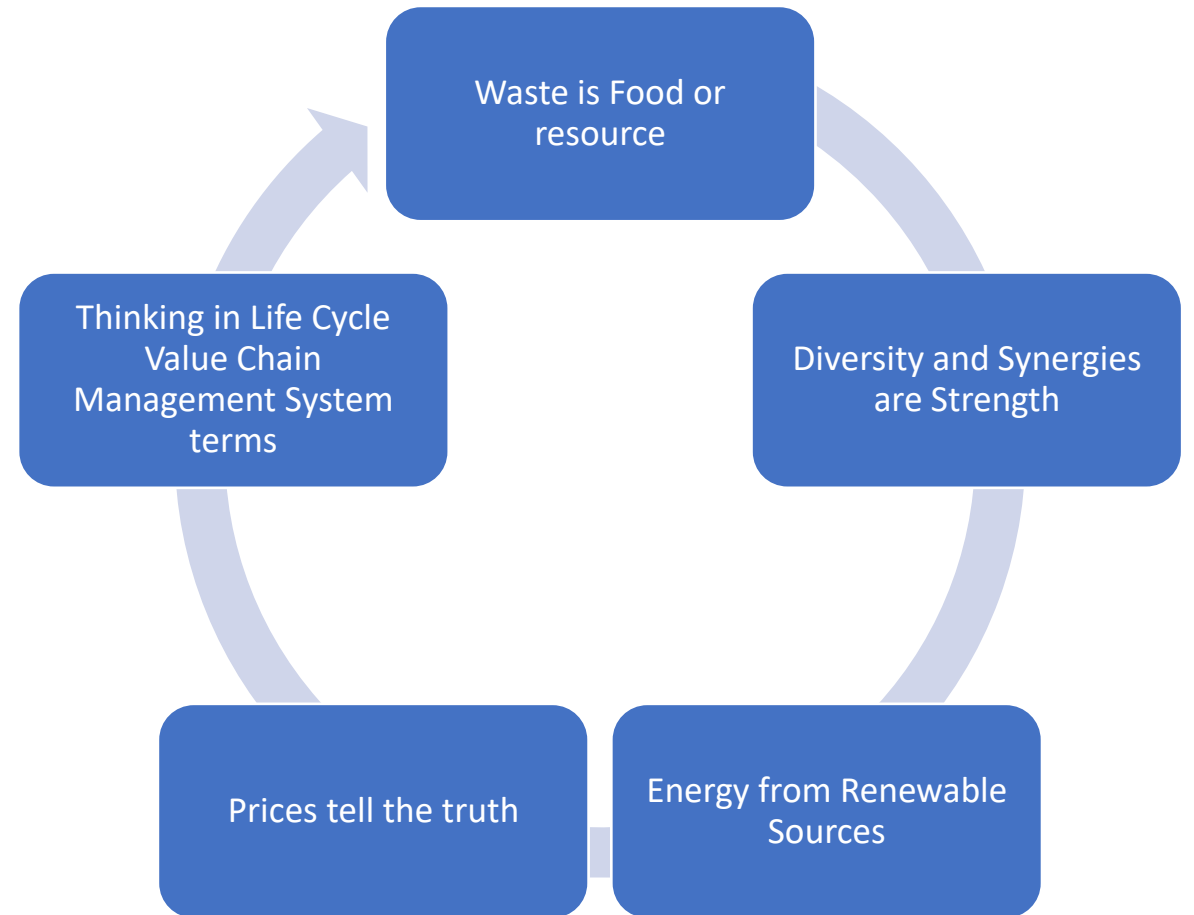 Waste is Food or
resource
Diversity and Synergies
are Strength
Energy from Renewable
Sources
Prices tell the truth
Thinking in Life Cycle
Value Chain
Management System
terms